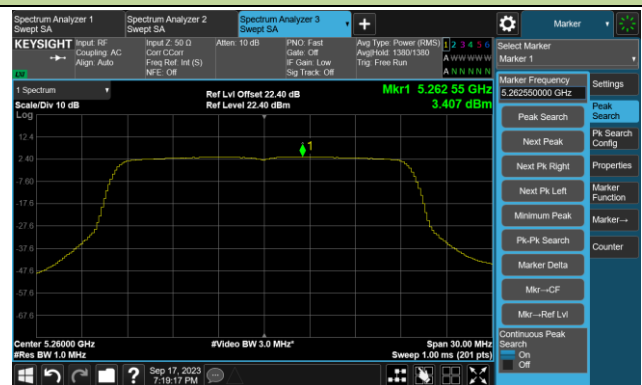 Spectrum Analyzer 1
Swept SA
Spectrum Analyzer 2
Swept SA
Spectrum Analyzer 3
Swept SA
Marker
KEYSIGHT
Input: RF
Coupling: AC
Align: Auto
Input Z: 50 Ω
Corr CCorr
Freq Ref: Int (S)
NFE: Off
Atten: 10 dB
PNO: Fast
Gate: Off
IF Gain: Low
Sig Track: Off
Avg Type: Power (RMS)
Avg|Hold: 1380/1380
Trig: Free Run
1 2 3 4 5 6
A W W W W W
A N N N N N
LW
Select Marker
Marker 1
1 Spectrum
Scale/Div 10 dB
Log
Ref Lvl Offset 22.40 dB
Ref Level 22.40 dBm
Mkr1 5.262 55 GHz
3.407 dBm
1
12.4
2.40
-7.60
-17.6
-27.6
-37.6
-47.6
-57.6
-67.6
Center 5.26000 GHz
#Res BW 1.0 MHz
#Video BW 3.0 MHz*
Span 30.00 MHz
Sweep 1.00 ms (201 pts)
Marker Frequency
5.262550000 GHz
Peak Search
Next Peak
Next Pk Right
Next Pk Left
Minimum Peak
Pk-Pk Search
Marker Delta
Mkr→CF
Mkr→Ref Lvl
Continuous Peak
Search
On
Off
Settings
Peak
Search
Pk Search
Config
Properties
Marker
Function
Marker→
Counter
Sep 17, 2023
7:19:17 PM